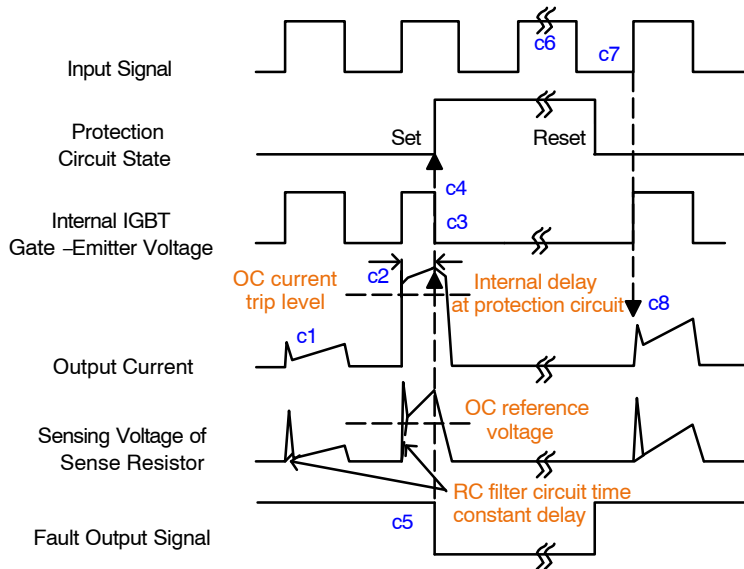 c6
c7
Input Signal
Protection
Circuit State
Set
Reset
c4
c3
Internal IGBT
Gate –Emitter Voltage
OC current
trip level
c2
Internal delay
at protection circuit
c8
c1
Output Current
OC reference
voltage
Sensing Voltage of
Sense Resistor
RC filter circuit time
constant delay
c5
Fault Output Signal